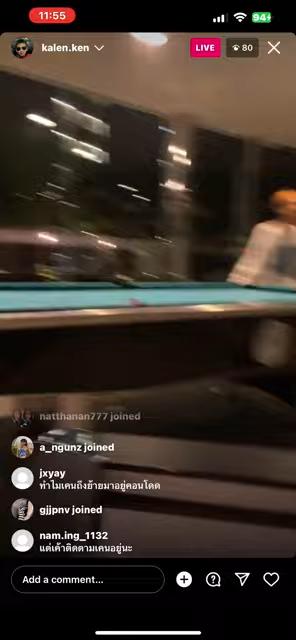 11:55
94
kalen.ken
LIVE
80
natthanan777 joined
a_ngunz joined
jxyay
ทำไมเคนถึงย้ายมาอยู่คอนโดด
gjjpnv joined
nam.ing_1132
แต่เค้าติดตามเคนอยู่นะ
Add a comment...